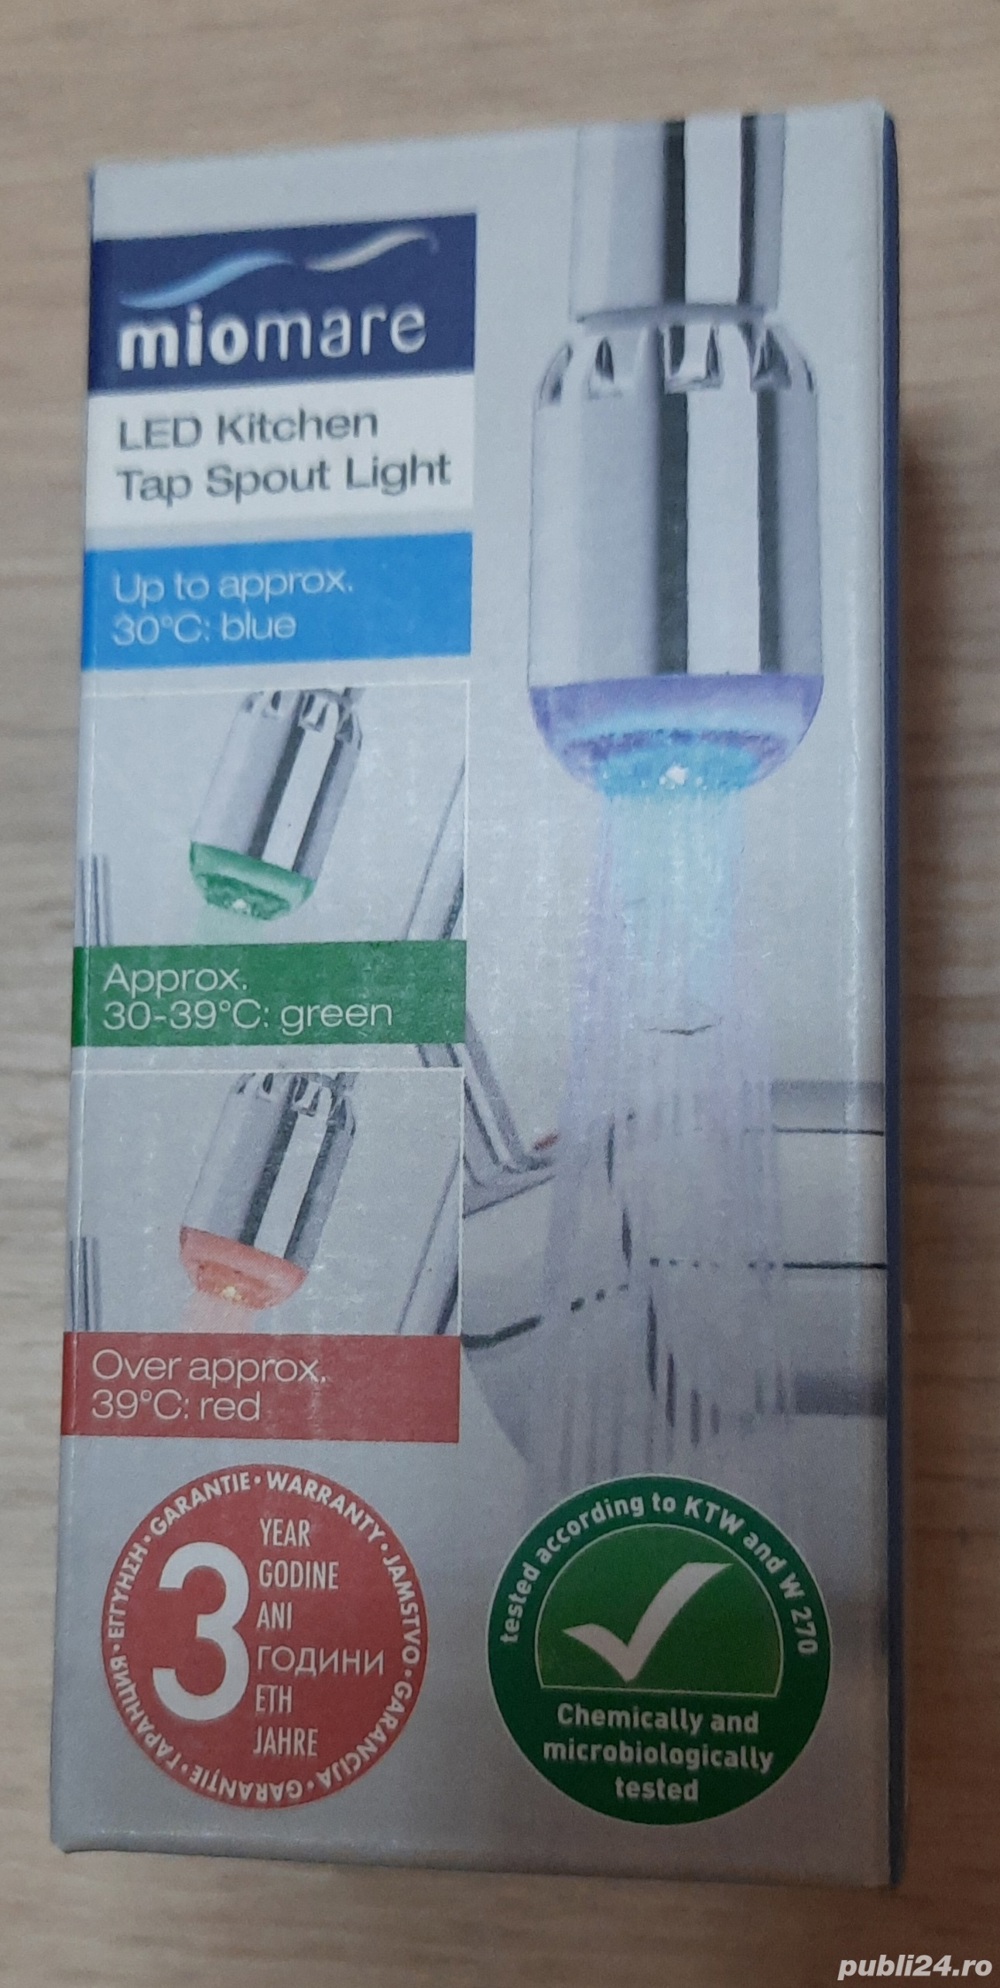 miomare
LED Kitchen
Tap Spout Light
Up to approx.
30°C: blue
Approx.
30-39°C: green
Over approx.
39°C: red
GARANTIE • WARRANTY • JAMSTVO • GARANCIJA • GARANȚIE • ГАРАНЦИЯ • ΕΓΓΥΗΣΗ •
3
YEAR
GODINE
ANI
ГОДИНИ
ΕΤΗ
JAHRE
tested according to KTW and W 270
Chemically and
microbiologically
tested
publi24.ro